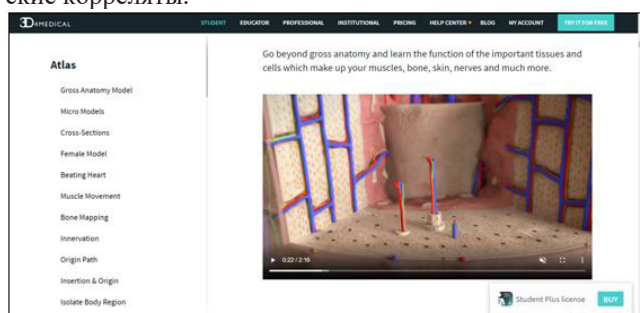 ские корреляты.
3D4MEDICAL STUDENT EDUCATOR PROFESSIONAL INSTITUTIONAL PRICING HELP CENTER BLOG MY ACCOUNT TRY IT FOR FREE
Atlas
Gross Anatomy Model
Micro Models
Cross-Sections
Female Model
Beating Heart
Muscle Movement
Bone Mapping
Innervation
Origin Path
Insertion & Origin
Isolate Body Region
Go beyond gross anatomy and learn the function of the important tissues and
cells which make up your muscles, bone, skin, nerves and much more.
0:22 / 2:16
Student Plus license BUY